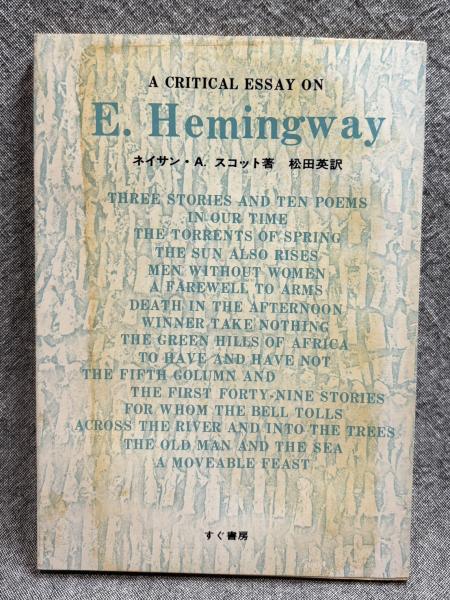 A CRITICAL ESSAY ON
E. Hemingway
ネイサン・A. スコット著 松田英訳
THREE STORIES AND TEN POEMS
IN OUR TIME
THE TORRENTS OF SPRING
THE SUN ALSO RISES
MEN WITHOUT WOMEN
A FAREWELL TO ARMS
DEATH IN THE AFTERNOON
WINNER TAKE NOTHING
THE GREEN HILLS OF AFRICA
TO HAVE AND HAVE NOT
THE FIFTH GOLUMN AND
THE FIRST FORTY-NINE STORIES
FOR WHOM THE BELL TOLLS
ACROSS THE RIVER AND INTO THE TREES
THE OLD MAN AND THE SEA
A MOVEABLE FEAST
すぐ書房